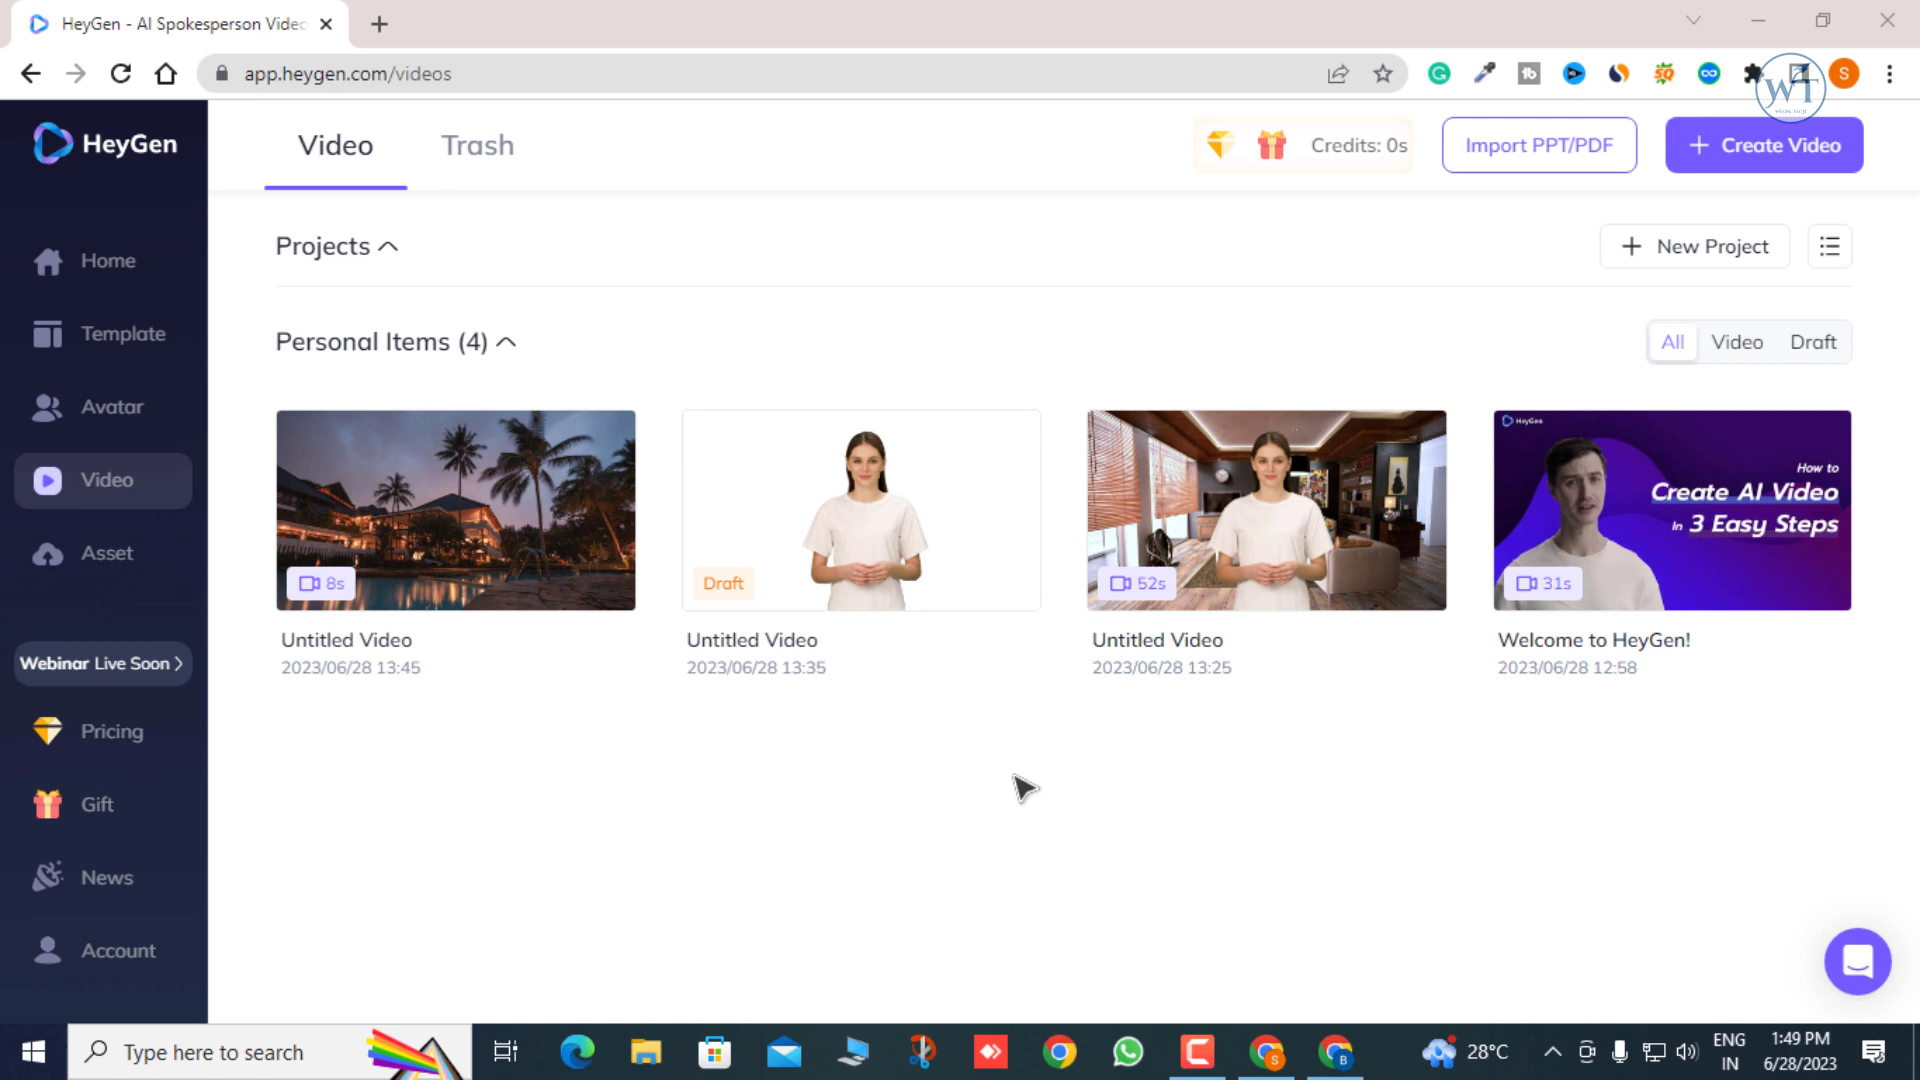 HeyGen - AI Spokesperson Video
app.heygen.com/videos
S
WT
HeyGen
Video
Trash
Credits: 0s
Import PPT/PDF
+ Create Video
Home
Template
Avatar
Video
Asset
Webinar Live Soon >
Pricing
Gift
News
Account
Projects
+ New Project
Personal Items (4)
All
Video
Draft
8s
Untitled Video
2023/06/28 13:45
Draft
Untitled Video
2023/06/28 13:35
52s
Untitled Video
2023/06/28 13:25
HeyGen
How to
Create AI Video
In 3 Easy Steps
31s
Welcome to HeyGen!
2023/06/28 12:58
Type here to search
S
B
28°C
ENG
IN
1:49 PM
6/28/2023